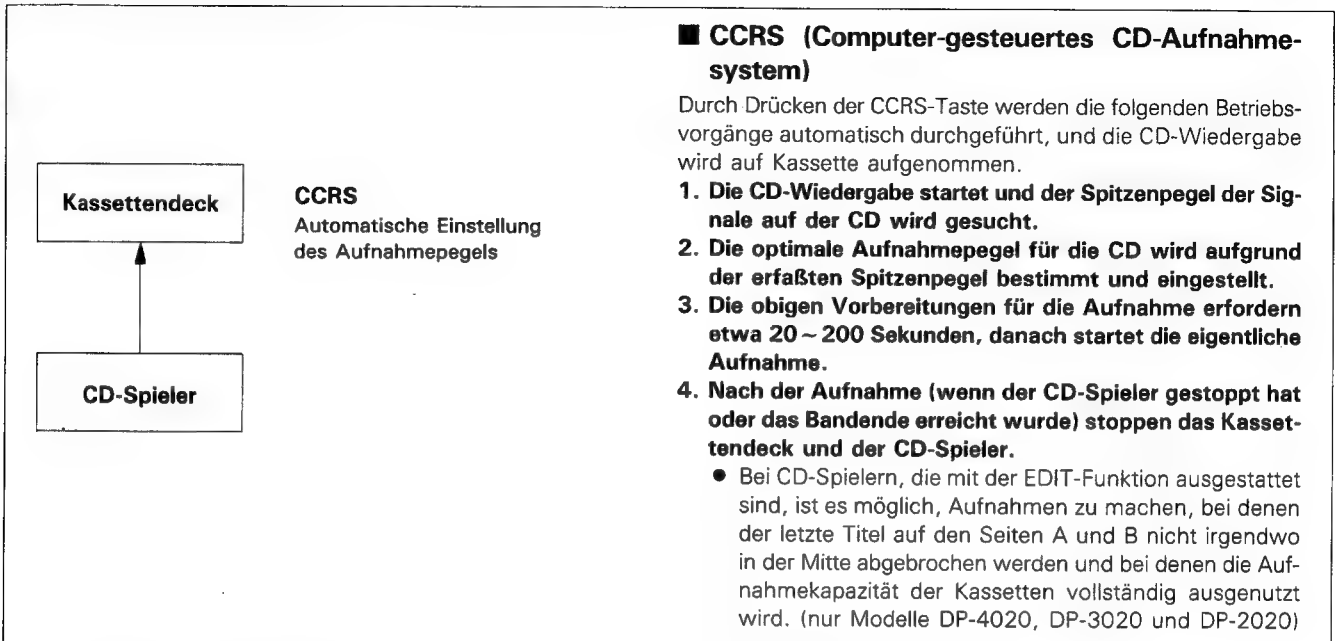 Kassettendeck
CD-Spieler
CCRS
Automatische Einstellung
des Aufnahmepegels
■ CCRS (Computer-gesteuertes CD-Aufnahme-
system)
Durch Drücken der CCRS-Taste werden die folgenden Betriebs-
vorgänge automatisch durchgeführt, und die CD-Wiedergabe
wird auf Kassette aufgenommen.
1. Die CD-Wiedergabe startet und der Spitzenpegel der Sig-
nale auf der CD wird gesucht.
2. Die optimale Aufnahmepegel für die CD wird aufgrund
der erfaßten Spitzenpegel bestimmt und eingestellt.
3. Die obigen Vorbereitungen für die Aufnahme erfordern
etwa 20 ~ 200 Sekunden, danach startet die eigentliche
Aufnahme.
4. Nach der Aufnahme (wenn der CD-Spieler gestoppt hat
oder das Bandende erreicht wurde) stoppen das Kasset-
tendeck und der CD-Spieler.
● Bei CD-Spielern, die mit der EDIT-Funktion ausgestattet
sind, ist es möglich, Aufnahmen zu machen, bei denen
der letzte Titel auf den Seiten A und B nicht irgendwo
in der Mitte abgebrochen werden und bei denen die Auf-
nahmekapazität der Kassetten vollständig ausgenutzt
wird. (nur Modelle DP-4020, DP-3020 und DP-2020)